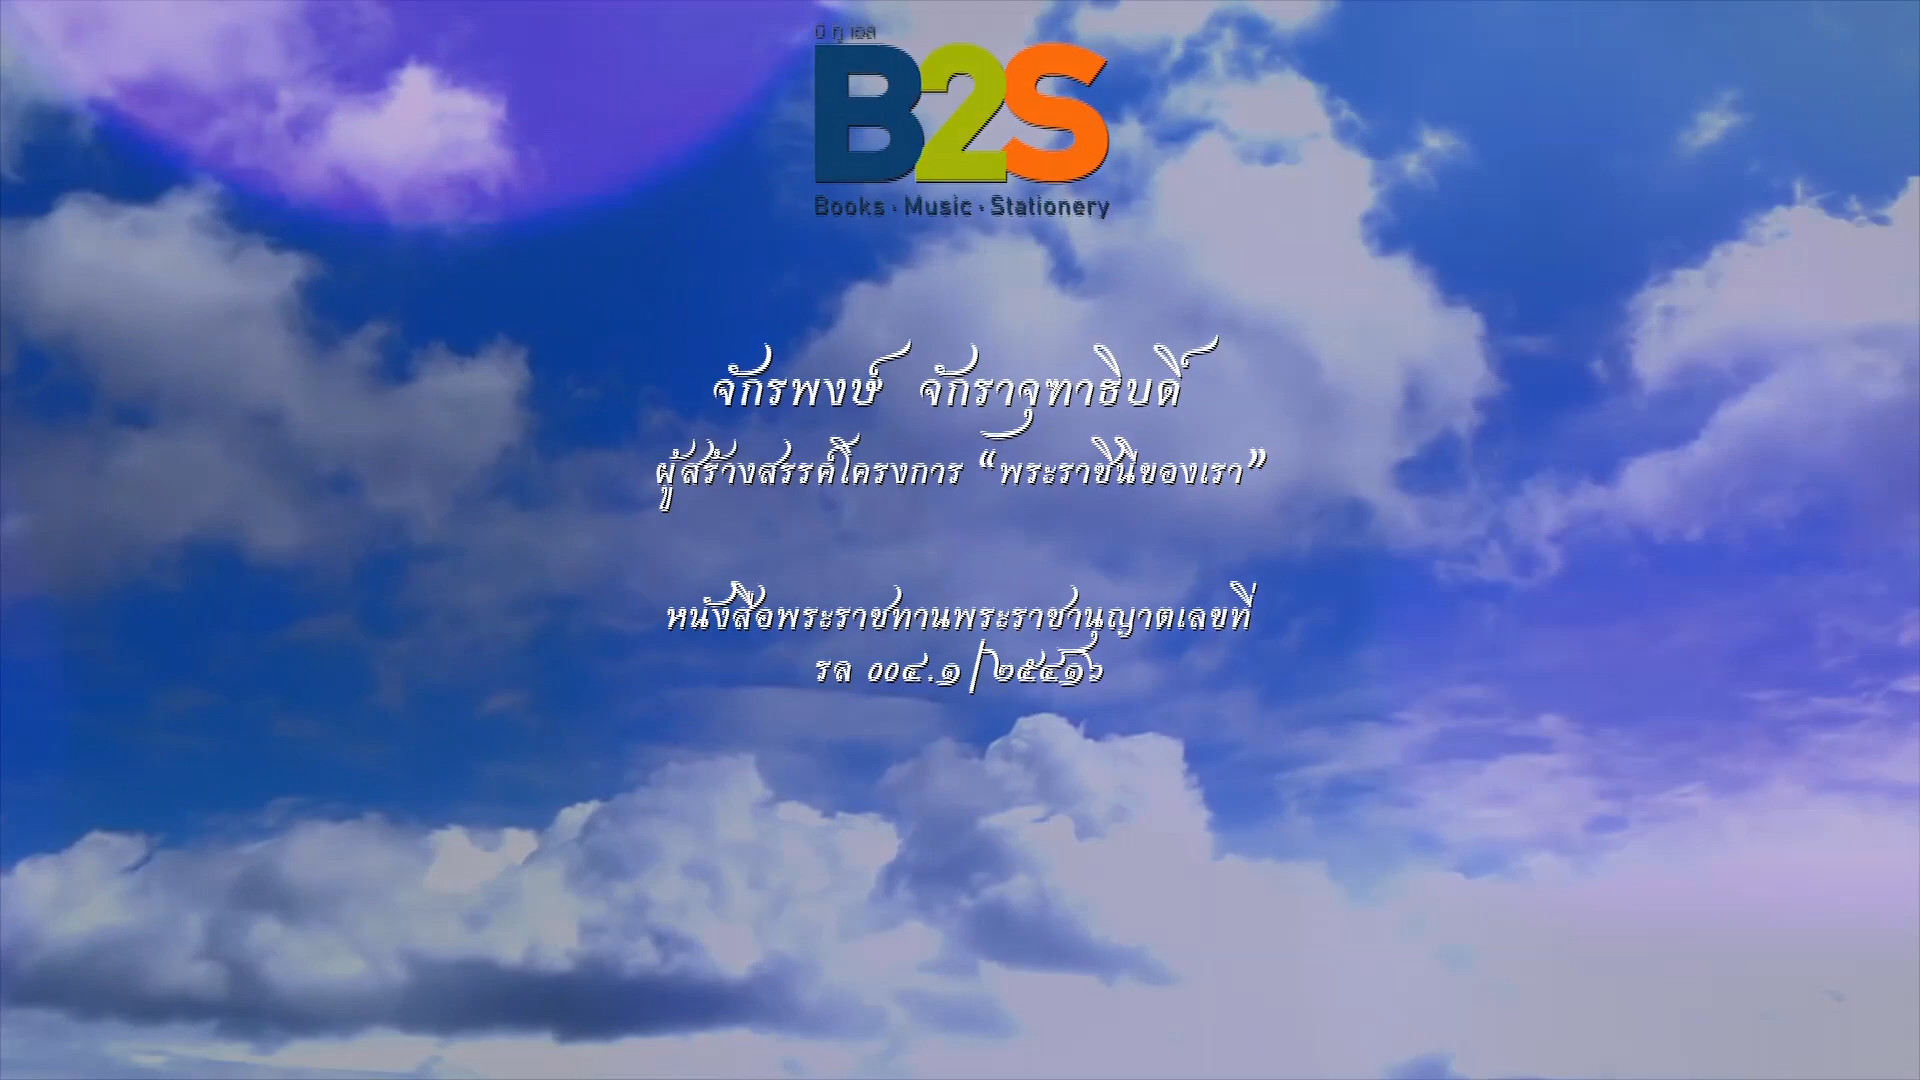 บี ทู เอส
B2S
Books · Music · Stationery
จักรพงษ์ จักราจุฑาธิบดิ์
ผู้สร้างสรรค์โครงการ “พระราชินีของเรา”
หนังสือพระราชทานพระราชานุญาตเลขที่
รล ๐๐๔.๑/๒๕๕๑๖